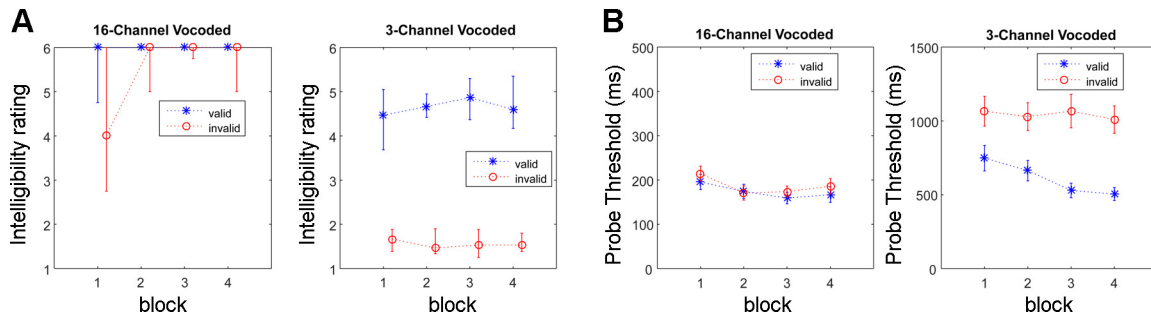 A
16-Channel Vocoded
Intelligibility rating
6
5
4
3
2
1
valid
invalid
1 2 3 4
block
3-Channel Vocoded
Intelligibility rating
6
5
4
3
2
1
valid
invalid
1 2 3 4
block
B
16-Channel Vocoded
Probe Threshold (ms)
500
400
300
200
100
0
valid
invalid
1 2 3 4
block
3-Channel Vocoded
Probe Threshold (ms)
1500
1000
500
0
valid
invalid
1 2 3 4
block